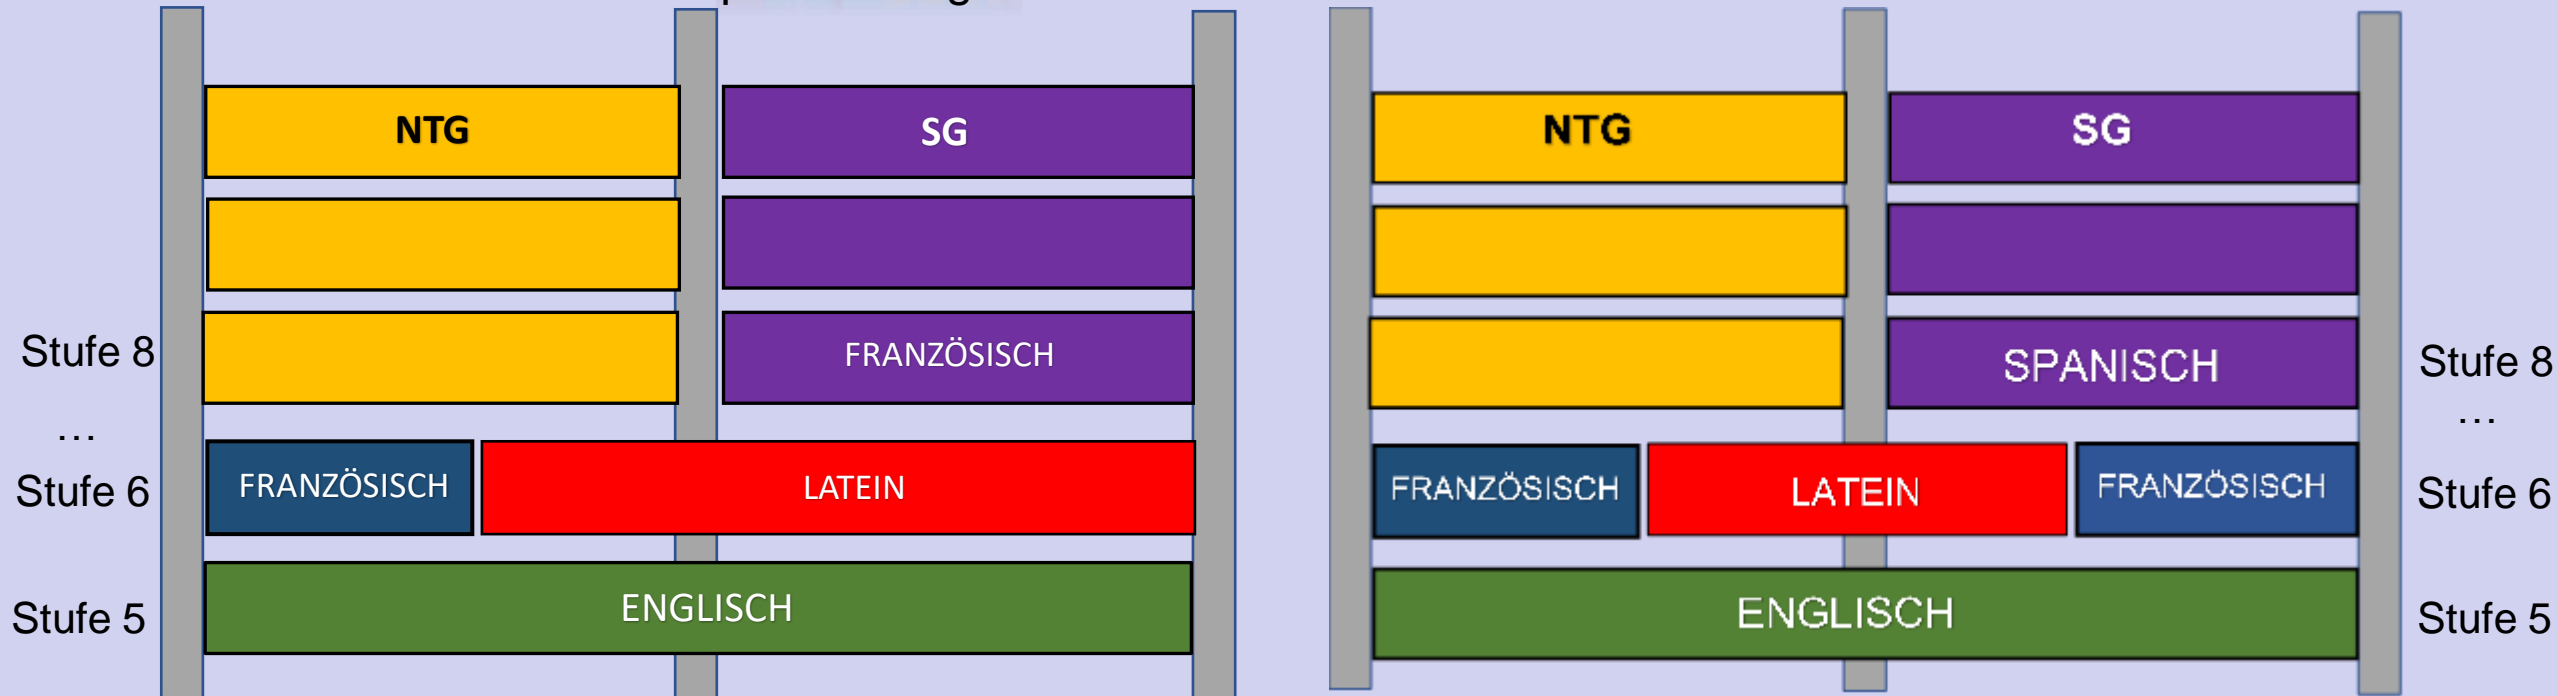 NTG
SG
Stufe 8
FRANZÖSISCH
...
Stufe 6
FRANZÖSISCH
LATEIN
Stufe 5
ENGLISCH
NTG
SG
SPANISCH
Stufe 8
...
FRANZÖSISCH
LATEIN
FRANZÖSISCH
Stufe 6
ENGLISCH
Stufe 5